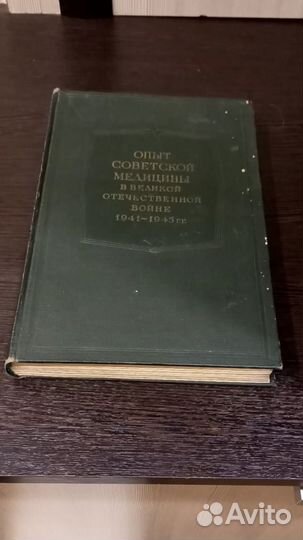 ОПЫТ
СОВЕТСКОЙ
МЕДИЦИНЫ
В ВЕЛИКОЙ
ОТЕЧЕСТВЕННОЙ
ВОЙНЕ
1941–1945 гг.
Avito